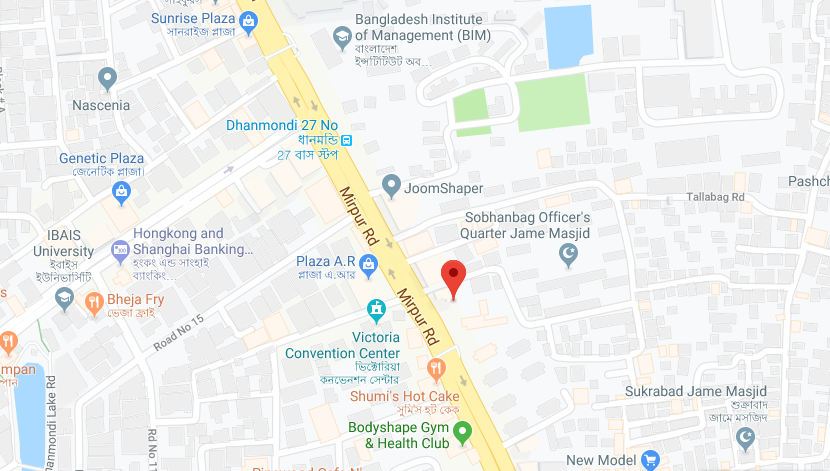 Sunrise Plaza
সানরাইজ প্লাজা
Bangladesh Institute
of Management (BIM)
বাংলাদেশ
ইন্সটিটিউট অব...
Nascenia
Dhanmondi 27 No
ধানমন্ডি
27 বাস স্টপ
Genetic Plaza
জেনেটিক প্লাজা।
JoomShaper
Mirpur Rd
Tallabag Rd
Pashch
Sobhanbag Officer's
Quarter Jame Masjid
IBAIS
University
ইবাইস
ইউনিভার্সিটি
Hongkong and
Shanghai Banking...
হংকং এন্ড সাংহাই
ব্যাংকিং...
Plaza A.R
প্লাজা এ.আর
Bheja Fry
ভেজা ফ্রাই
Road No 15
Mirpur Rd
Victoria
Convention Center
ভিক্টোরিয়া
কনভেনশন সেন্টার
mpan
পান
Shumi's Hot Cake
সুমি'স হট কেক
Sukrabad Jame Masjid
শুক্রাবাদ
জামে মসজিদ
Bodyshape Gym
& Health Club
New Model
hanmondi Lake Rd
Rd No 11